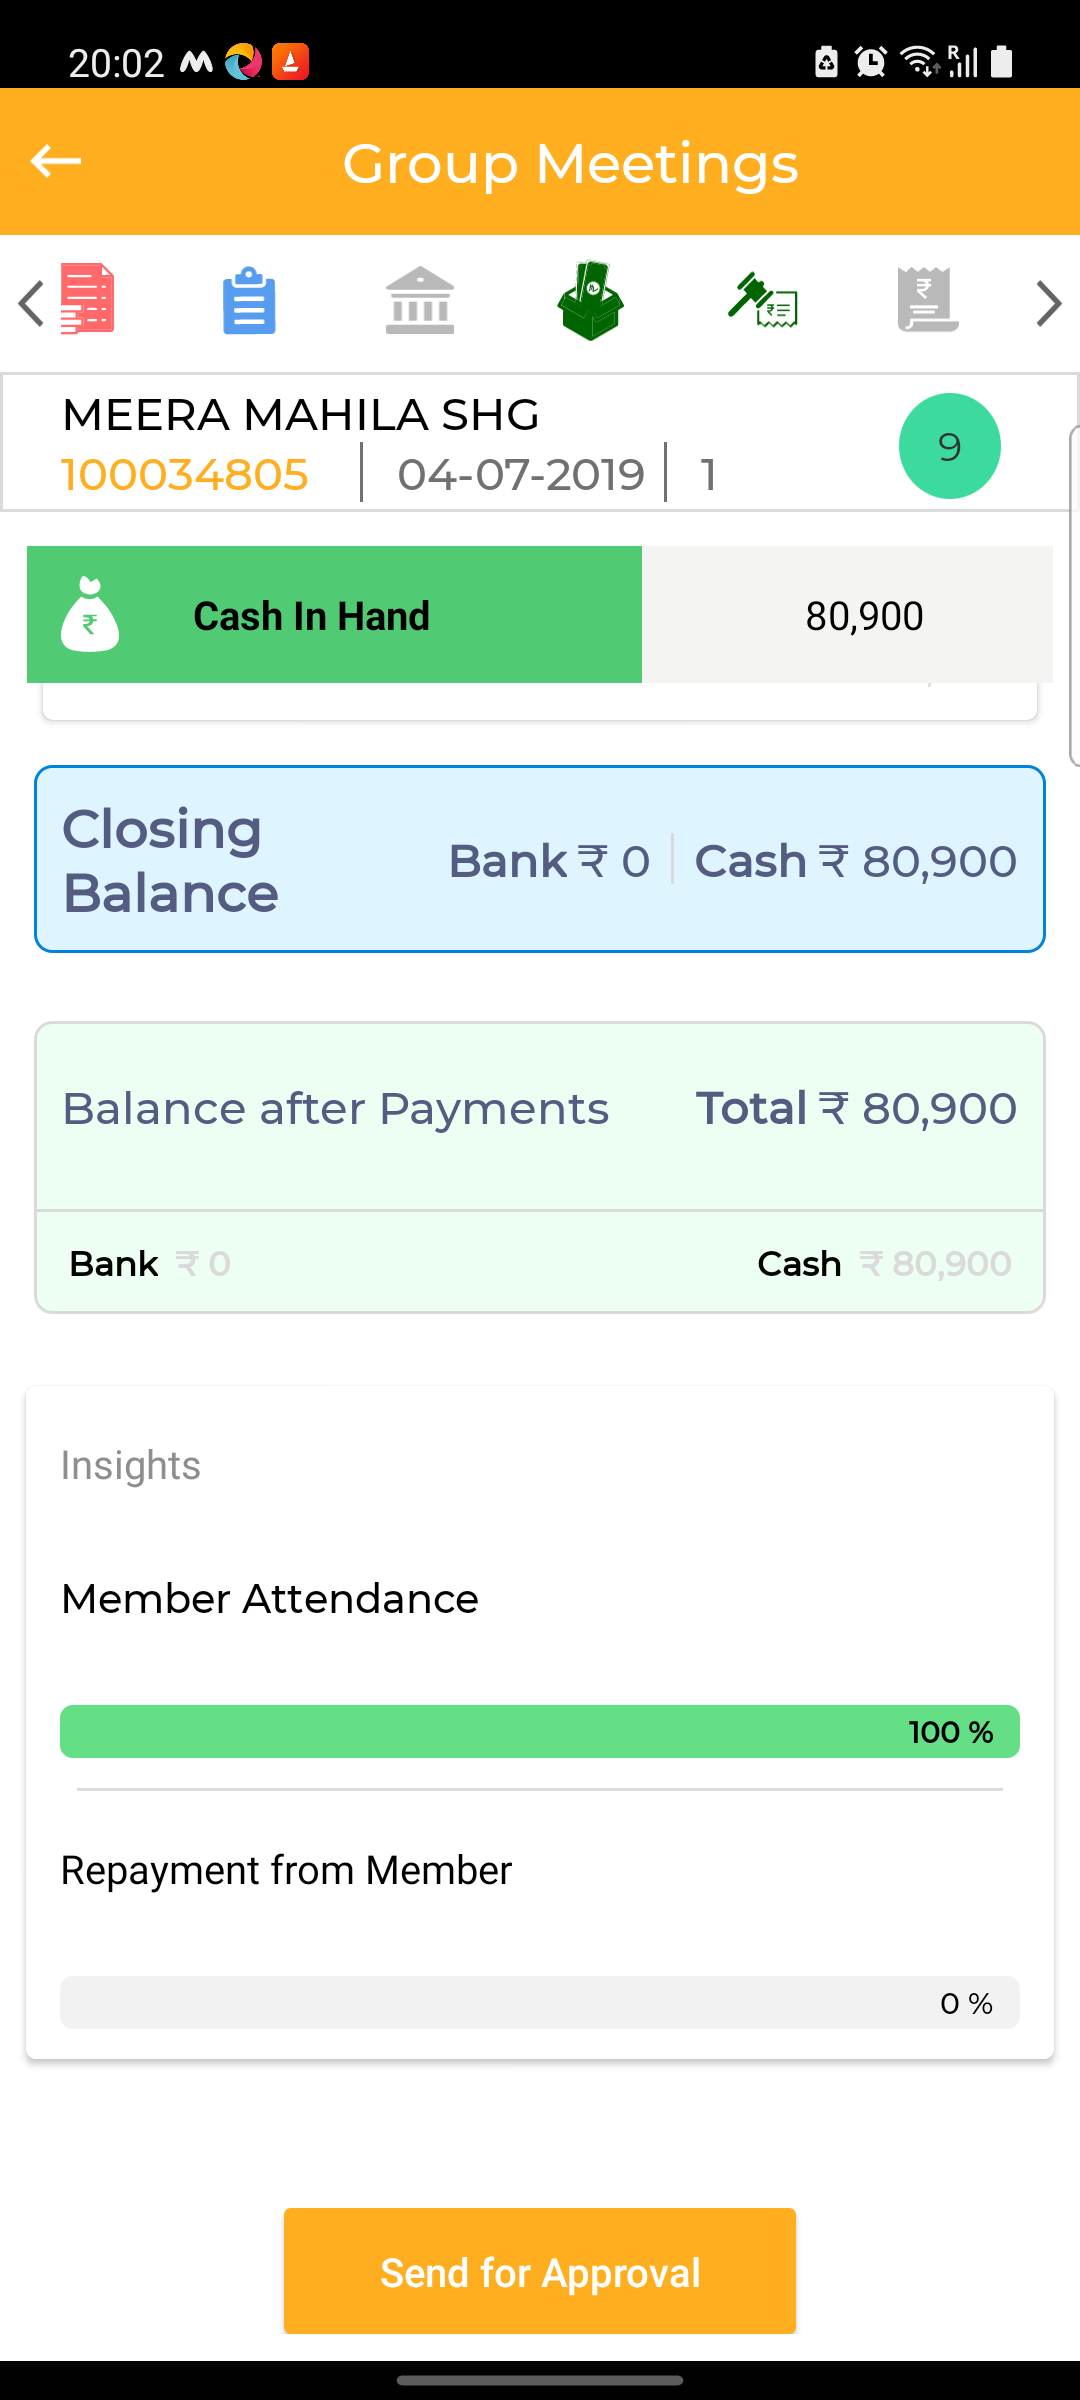 20:02
Group Meetings
MEERA MAHILA SHG
100034805 04-07-2019 1
9
Cash In Hand 80,900
Closing Balance Bank ₹ 0 Cash ₹ 80,900
Balance after Payments Total ₹ 80,900
Bank ₹ 0 Cash ₹ 80,900
Insights
Member Attendance
100 %
Repayment from Member
0 %
Send for Approval